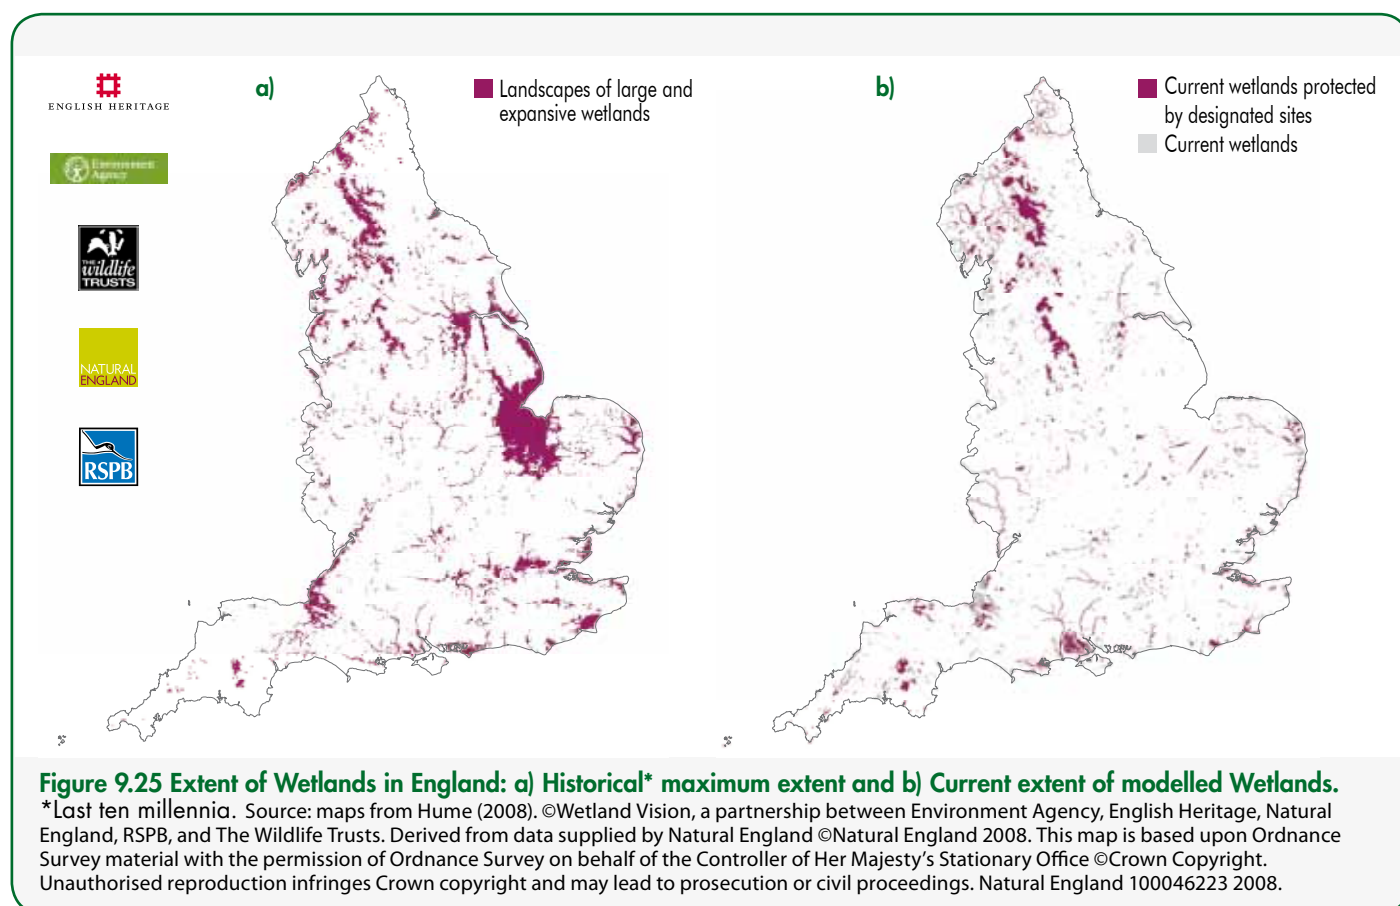 ENGLISH HERITAGE
Environment
Agency
THE
wildlife
TRUSTS
NATURAL
ENGLAND
RSPB
a)
Landscapes of large and
expansive wetlands
b)
Current wetlands protected
by designated sites
Current wetlands
Figure 9.25 Extent of Wetlands in England: a) Historical* maximum extent and b) Current extent of modelled Wetlands.
*Last ten millennia. Source: maps from Hume (2008). ©Wetland Vision, a partnership between Environment Agency, English Heritage, Natural
England, RSPB, and The Wildlife Trusts. Derived from data supplied by Natural England ©Natural England 2008. This map is based upon Ordnance
Survey material with the permission of Ordnance Survey on behalf of the Controller of Her Majesty’s Stationary Office ©Crown Copyright.
Unauthorised reproduction infringes Crown copyright and may lead to prosecution or civil proceedings. Natural England 100046223 2008.